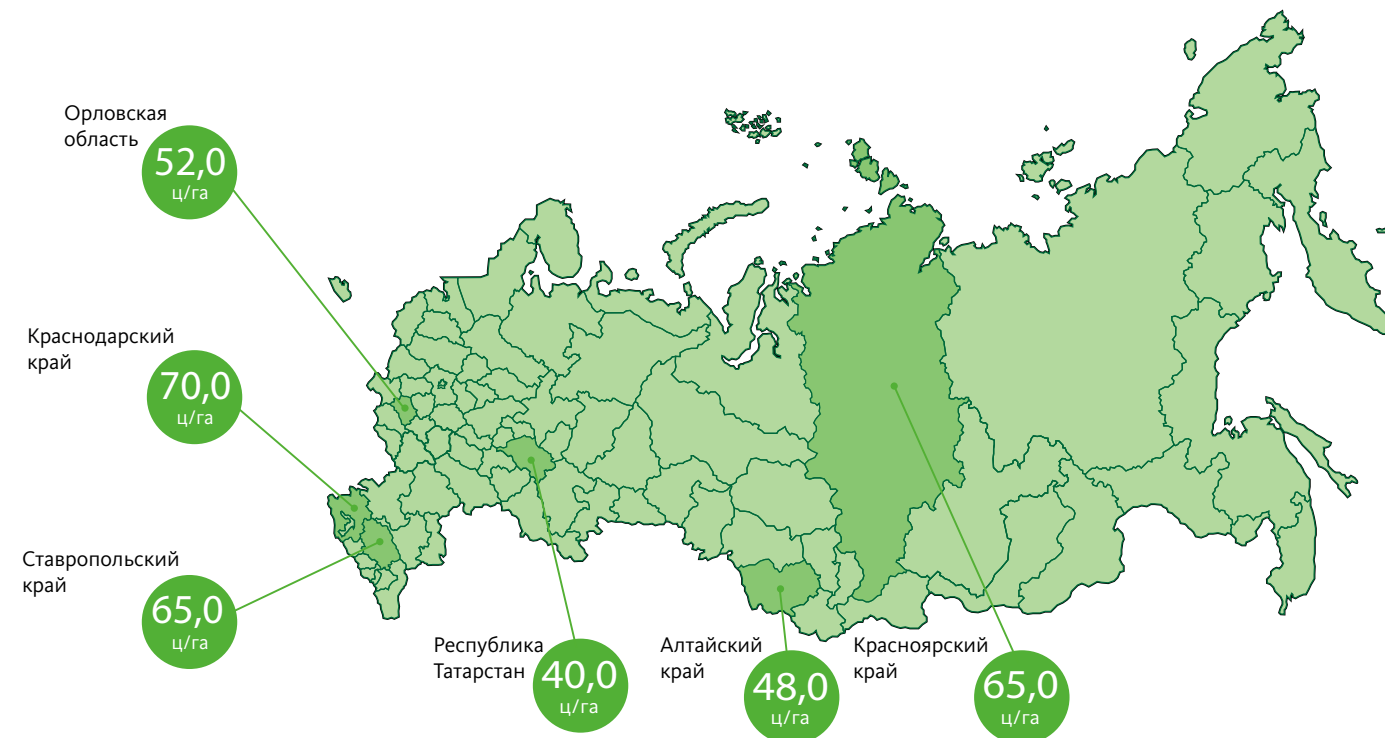 Орловская
область
52,0
ц/га
Краснодарский
край
70,0
ц/га
Ставропольский
край
65,0
ц/га
Республика
Татарстан
40,0
ц/га
Алтайский
край
48,0
ц/га
Красноярский
край
65,0
ц/га